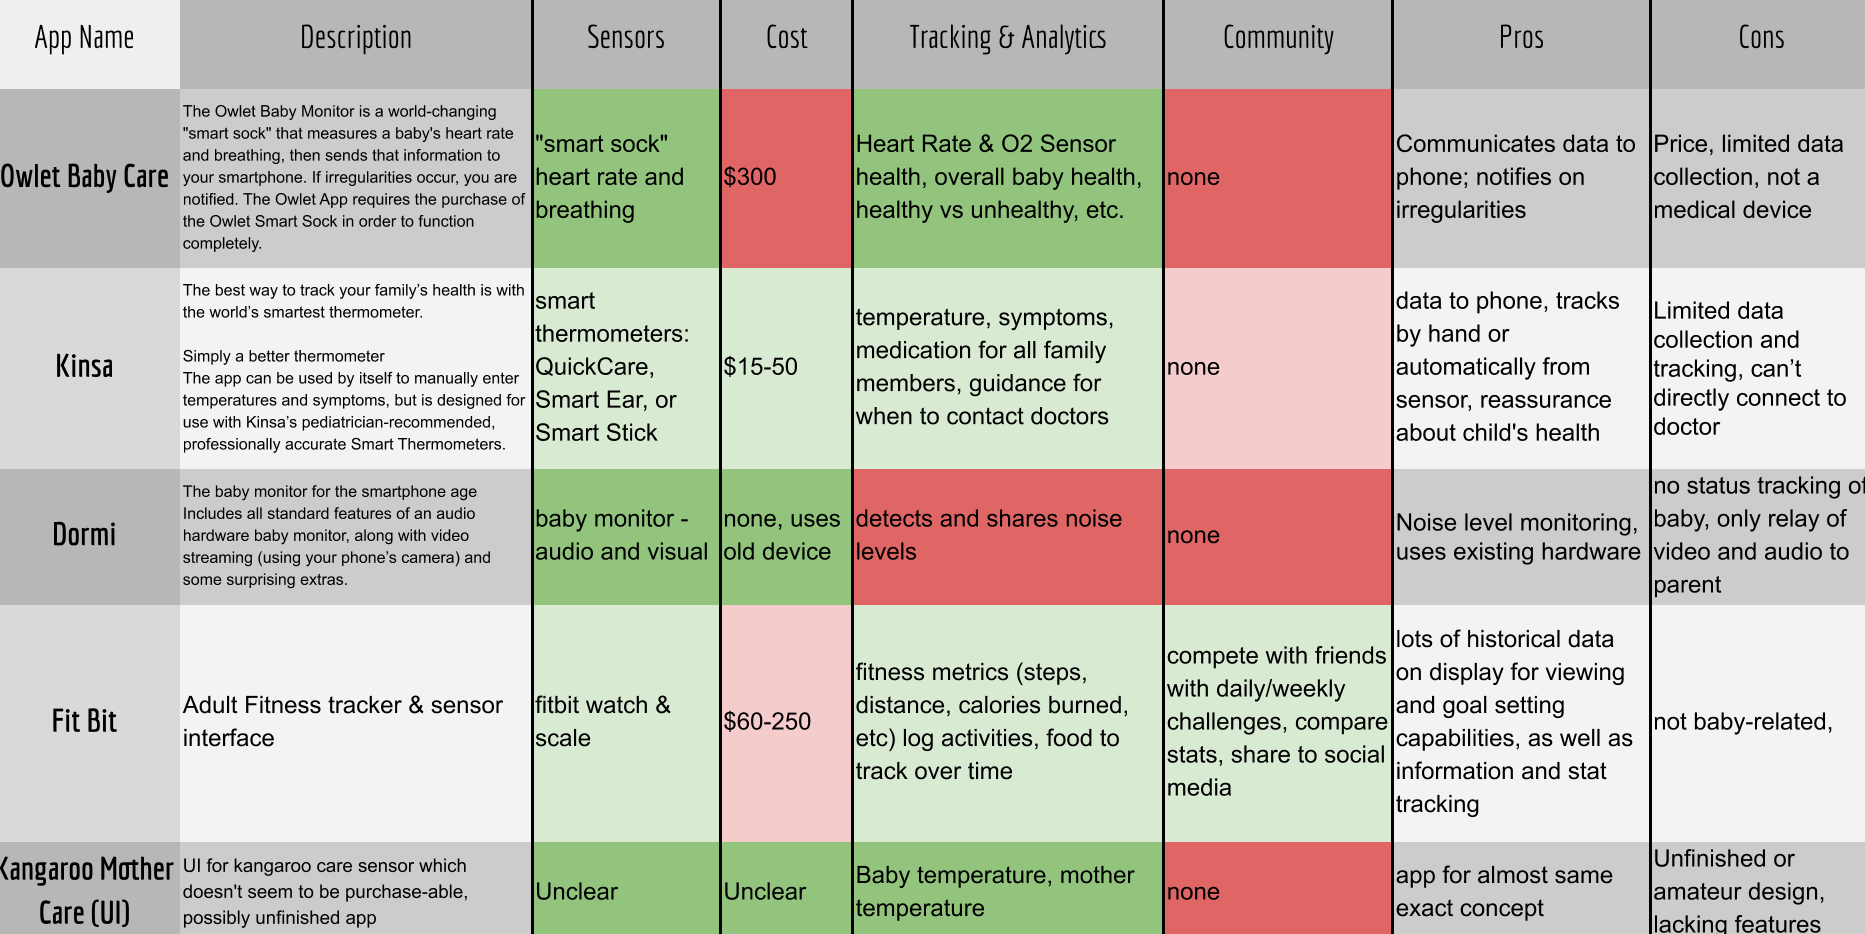 App Name
Description
Sensors
Cost
Tracking & Analytics
Community
Pros
Cons
Owlet Baby Care
The Owlet Baby Monitor is a world-changing
"smart sock" that measures a baby's heart rate
and breathing, then sends that information to
your smartphone. If irregularities occur, you are
notified. The Owlet App requires the purchase of
the Owlet Smart Sock in order to function
completely.
"smart sock"
heart rate and
breathing
$300
Heart Rate & O2 Sensor
health, overall baby health,
healthy vs unhealthy, etc.
none
Communicates data to
phone; notifies on
irregularities
Price, limited data
collection, not a
medical device
Kinsa
The best way to track your family’s health is with
the world’s smartest thermometer.
Simply a better thermometer
The app can be used by itself to manually enter
temperatures and symptoms, but is designed for
use with Kinsa’s pediatrician-recommended,
professionally accurate Smart Thermometers.
smart
thermometers:
QuickCare,
Smart Ear, or
Smart Stick
$15-50
temperature, symptoms,
medication for all family
members, guidance for
when to contact doctors
none
data to phone, tracks
by hand or
automatically from
sensor, reassurance
about child's health
Limited data
collection and
tracking, can’t
directly connect to
doctor
Dormi
The baby monitor for the smartphone age
Includes all standard features of an audio
hardware baby monitor, along with video
streaming (using your phone’s camera) and
some surprising extras.
baby monitor -
audio and visual
none, uses
old device
detects and shares noise
levels
none
Noise level monitoring,
uses existing hardware
no status tracking of
baby, only relay of
video and audio to
parent
Fit Bit
Adult Fitness tracker & sensor
interface
fitbit watch &
scale
$60-250
fitness metrics (steps,
distance, calories burned,
etc) log activities, food to
track over time
compete with friends
with daily/weekly
challenges, compare
stats, share to social
media
lots of historical data
on display for viewing
and goal setting
capabilities, as well as
information and stat
tracking
not baby-related,
Kangaroo Mother
Care (UI)
UI for kangaroo care sensor which
doesn't seem to be purchase-able,
possibly unfinished app
Unclear
Unclear
Baby temperature, mother
temperature
none
app for almost same
exact concept
Unfinished or
amateur design,
lacking features